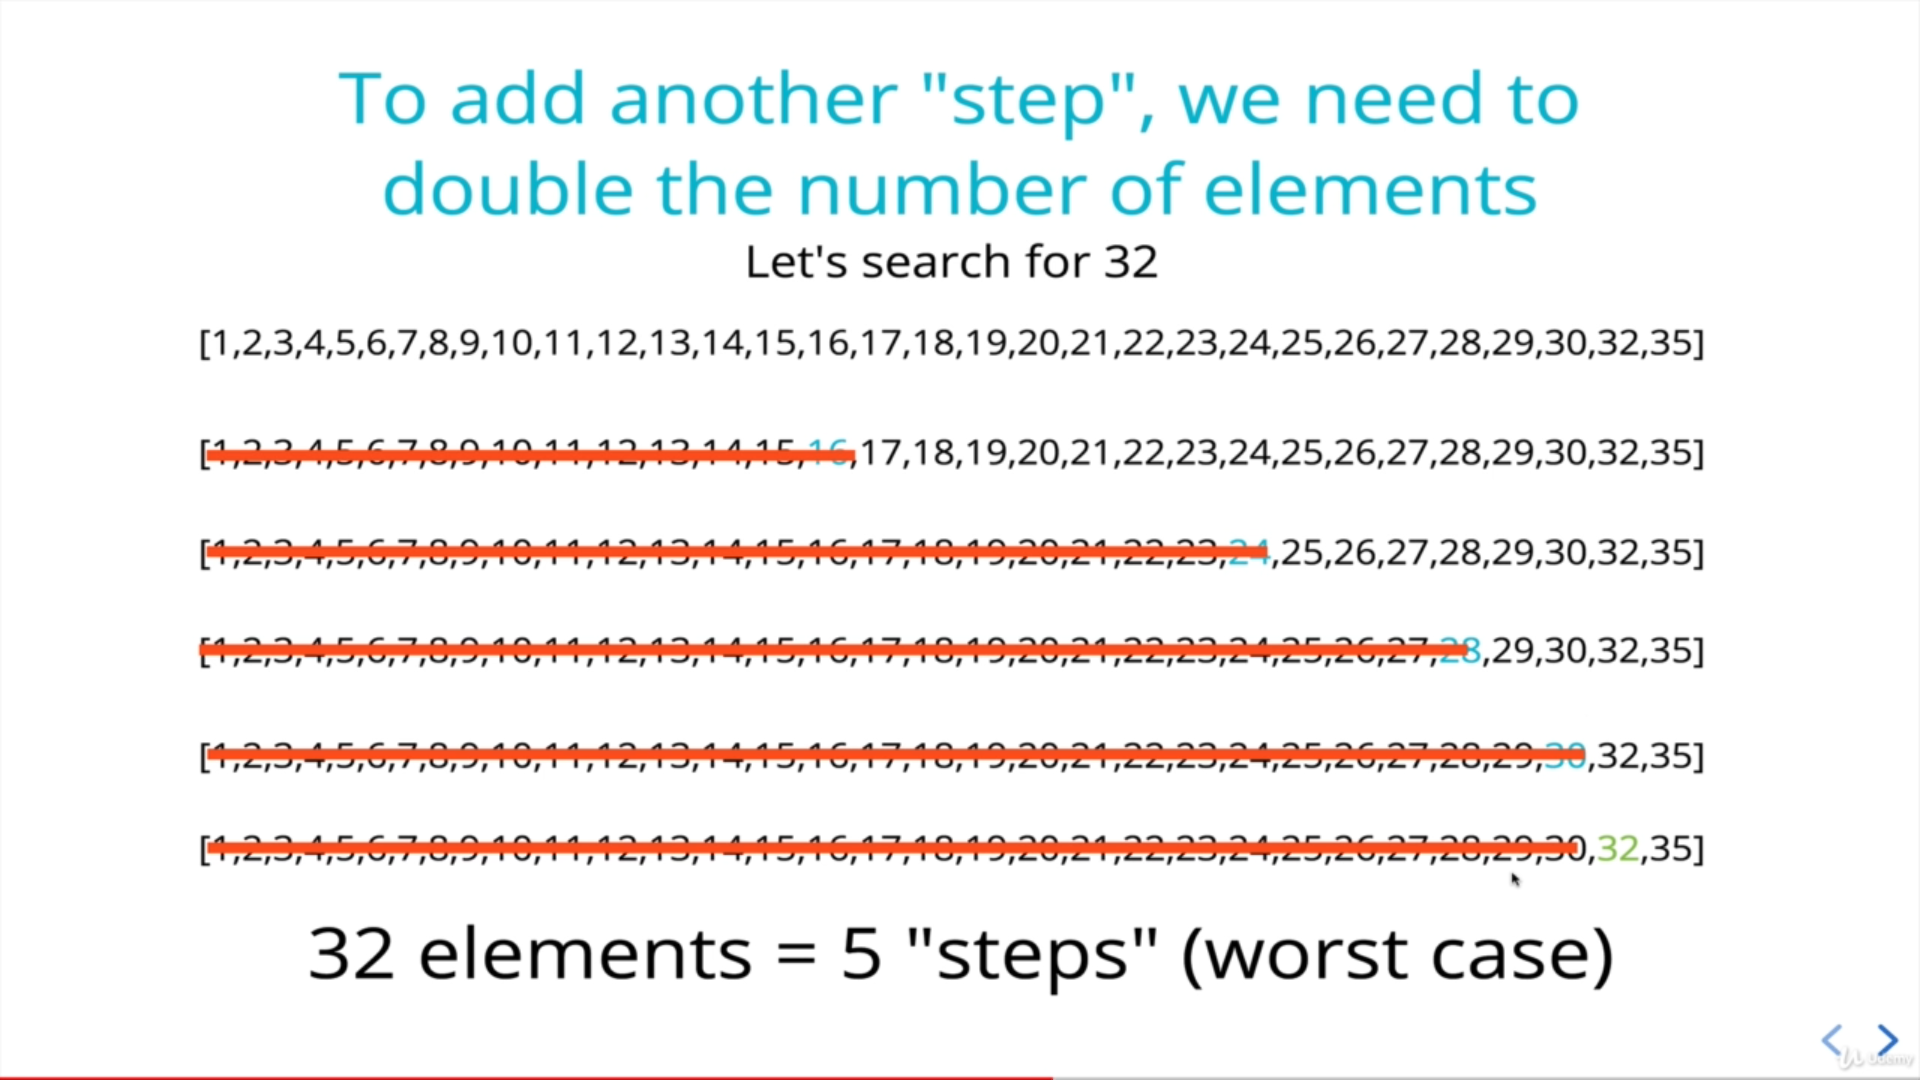 To add another "step", we need to
double the number of elements
Let's search for 32
[1,2,3,4,5,6,7,8,9,10,11,12,13,14,15,16,17,18,19,20,21,22,23,24,25,26,27,28,29,30,32,35]
[1,2,3,4,5,6,7,8,9,10,11,12,13,14,15,16,17,18,19,20,21,22,23,24,25,26,27,28,29,30,32,35]
[1,2,3,4,5,6,7,8,9,10,11,12,13,14,15,16,17,18,19,20,21,22,23,24,25,26,27,28,29,30,32,35]
[1,2,3,4,5,6,7,8,9,10,11,12,13,14,15,16,17,18,19,20,21,22,23,24,25,26,27,28,29,30,32,35]
[1,2,3,4,5,6,7,8,9,10,11,12,13,14,15,16,17,18,19,20,21,22,23,24,25,26,27,28,29,30,32,35]
[1,2,3,4,5,6,7,8,9,10,11,12,13,14,15,16,17,18,19,20,21,22,23,24,25,26,27,28,29,30,32,35]
32 elements = 5 "steps" (worst case)
Udemy